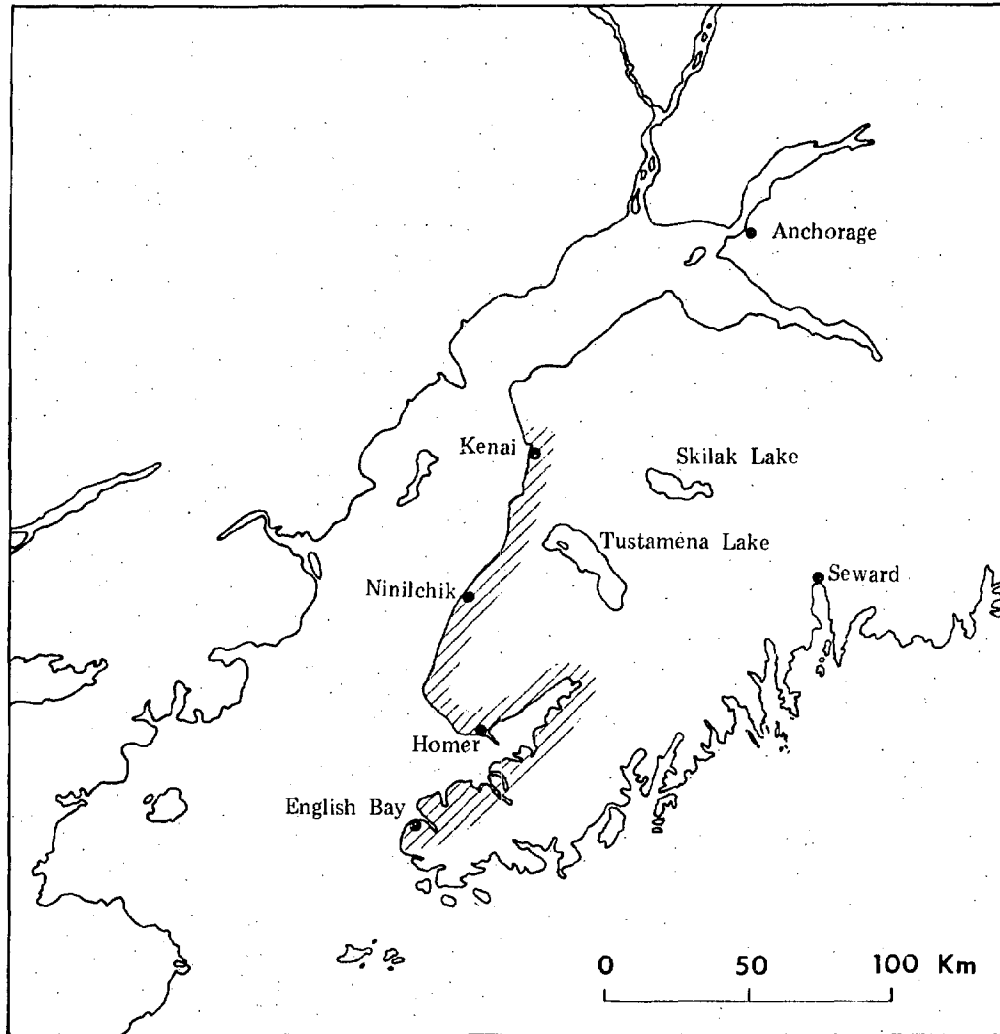 Anchorage
Kenai
Skilak Lake
Tustamena Lake
Ninilchik
Seward
Homer
English Bay
0 50 100 Km